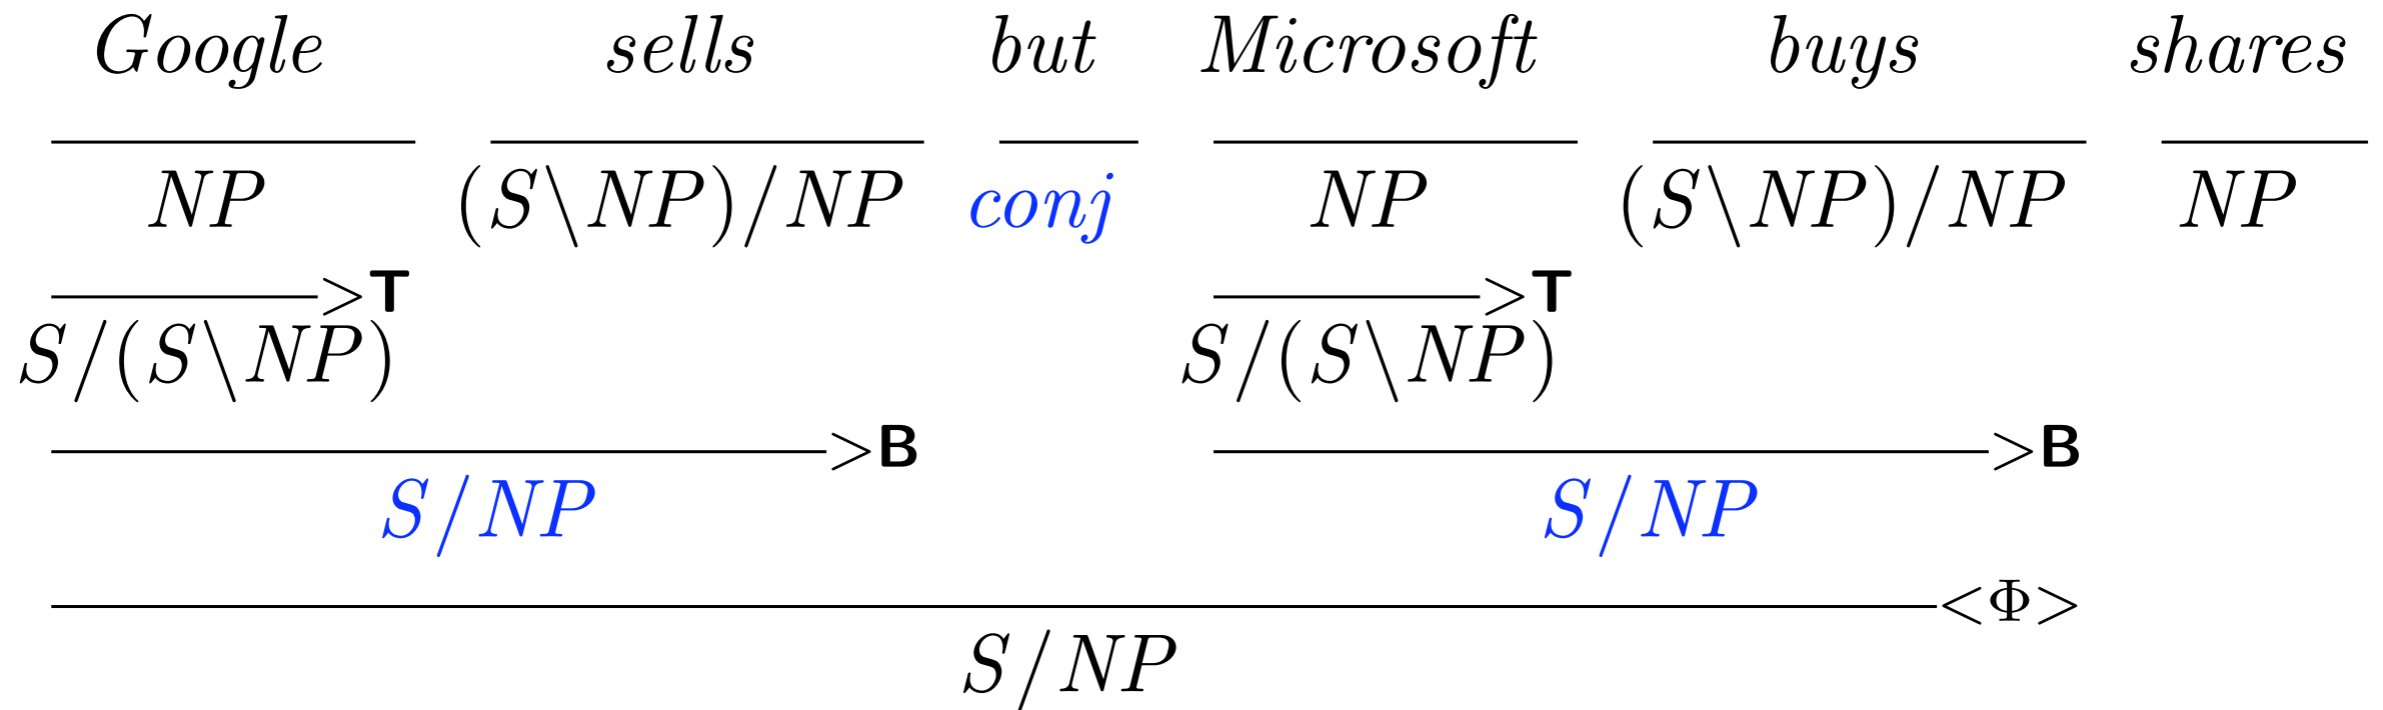 Google sells but Microsoft buys shares
NP (S\NP)/NP conj NP (S\NP)/NP NP
>T >T
S/(S\NP) S/(S\NP)
>B >B
S/NP S/NP
<Φ>
S/NP